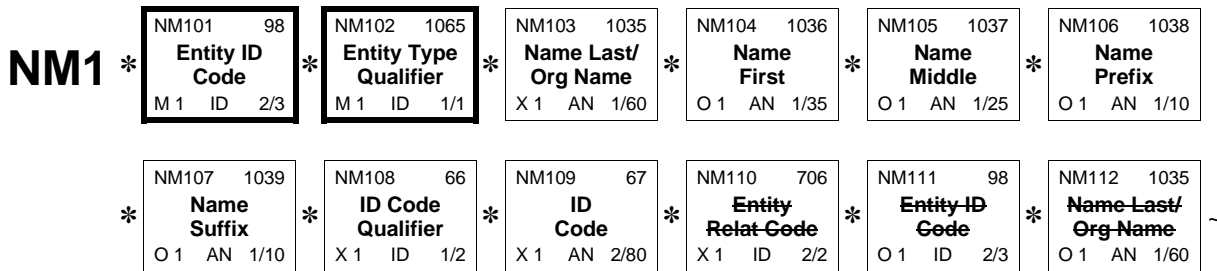 NM101 98 NM102 1065 NM103 1035 NM104 1036 NM105 1037 NM106 1038
NM1 * Entity ID * Entity Type * Name Last/ * Name * Name * Name
Code Qualifier Org Name First Middle Prefix
M 1 ID 2/3 M 1 ID 1/1 X 1 AN 1/60 O 1 AN 1/35 O 1 AN 1/25 O 1 AN 1/10
NM107 1039 NM108 66 NM109 67 NM110 706 NM111 98 NM112 1035
* Name * ID Code * ID * Entity * Entity ID * Name Last/ ~
Suffix Qualifier Code Relat Code Code Org Name
O 1 AN 1/10 X 1 ID 1/2 X 1 AN 2/80 X 1 ID 2/2 O 1 ID 2/3 O 1 AN 1/60